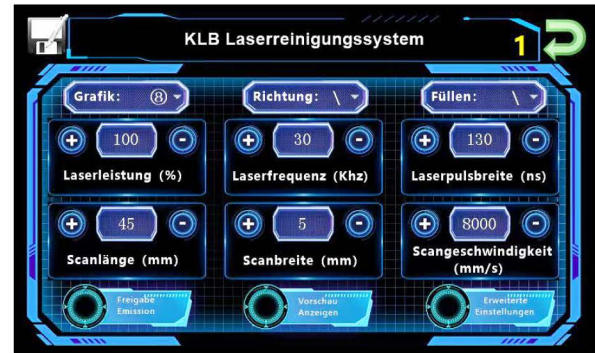 KLB Laserreinigungssystem
1
Grafik: ⑧
Richtung: \
Füllen: \
+ 100 -
Laserleistung (%)
+ 30 -
Laserfrequenz (Khz)
+ 130 -
Laserpulsbreite (ns)
+ 45 -
Scanlänge (mm)
+ 5 -
Scanbreite (mm)
+ 8000 -
Scangeschwindigkeit
(mm/s)
Freigabe
Emission
Vorschau
Anzeigen
Erweiterte
Einstellungen